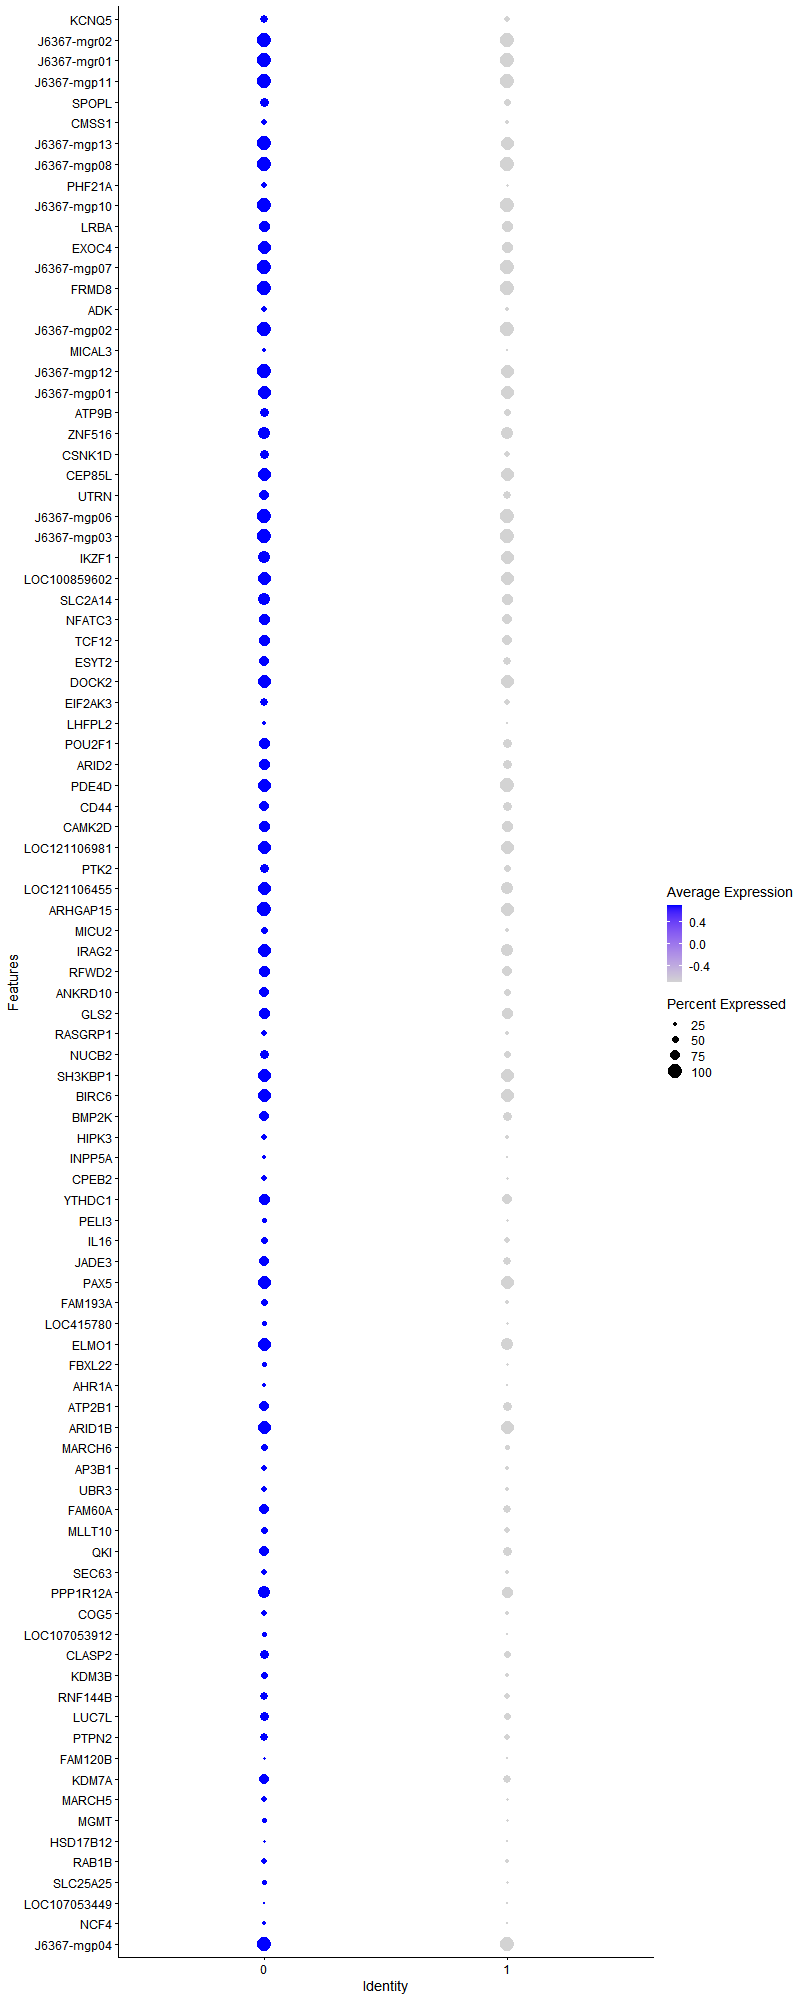 KCNQ5
J6367-mgr02
J6367-mgr01
J6367-mgp11
SPOPL
CMSS1
J6367-mgp13
J6367-mgp08
PHF21A
J6367-mgp10
LRBA
EXOC4
J6367-mgp07
FRMD8
ADK
J6367-mgp02
MICAL3
J6367-mgp12
J6367-mgp01
ATP9B
ZNF516
CSNK1D
CEP85L
UTRN
J6367-mgp06
J6367-mgp03
IKZF1
LOC100859602
SLC2A14
NFATC3
TCF12
ESYT2
DOCK2
EIF2AK3
LHFPL2
POU2F1
ARID2
PDE4D
CD44
CAMK2D
LOC121106981
PTK2
LOC121106455
ARHGAP15
MICU2
IRAG2
RFWD2
ANKRD10
GLS2
RASGRP1
NUCB2
SH3KBP1
BIRC6
BMP2K
HIPK3
INPP5A
CPEB2
YTHDC1
PELI3
IL16
JADE3
PAX5
FAM193A
LOC415780
ELMO1
FBXL22
AHR1A
ATP2B1
ARID1B
MARCH6
AP3B1
UBR3
FAM60A
MLLT10
QKI
SEC63
PPP1R12A
COG5
LOC107053912
CLASP2
KDM3B
RNF144B
LUC7L
PTPN2
FAM120B
KDM7A
MARCH5
MGMT
HSD17B12
RAB1B
SLC25A25
LOC107053449
NCF4
J6367-mgp04
Features
0
1
Identity
Average Expression
0.4
0.0
-0.4
Percent Expressed
25
50
75
100